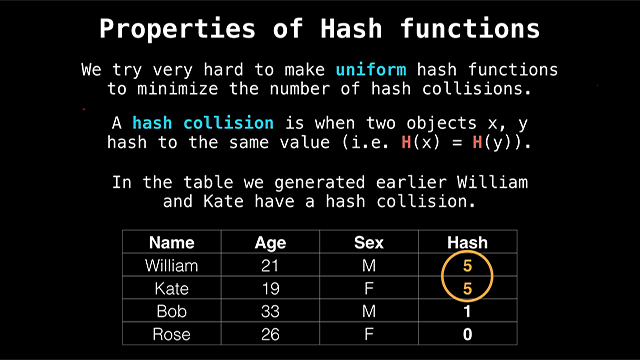 Properties of Hash functions
We try very hard to make uniform hash functions
to minimize the number of hash collisions.
A hash collision is when two objects x, y
hash to the same value (i.e. H(x) = H(y)).
In the table we generated earlier William
and Kate have a hash collision.
Name Age Sex Hash
William 21 M 5
Kate 19 F 5
Bob 33 M 1
Rose 26 F 0